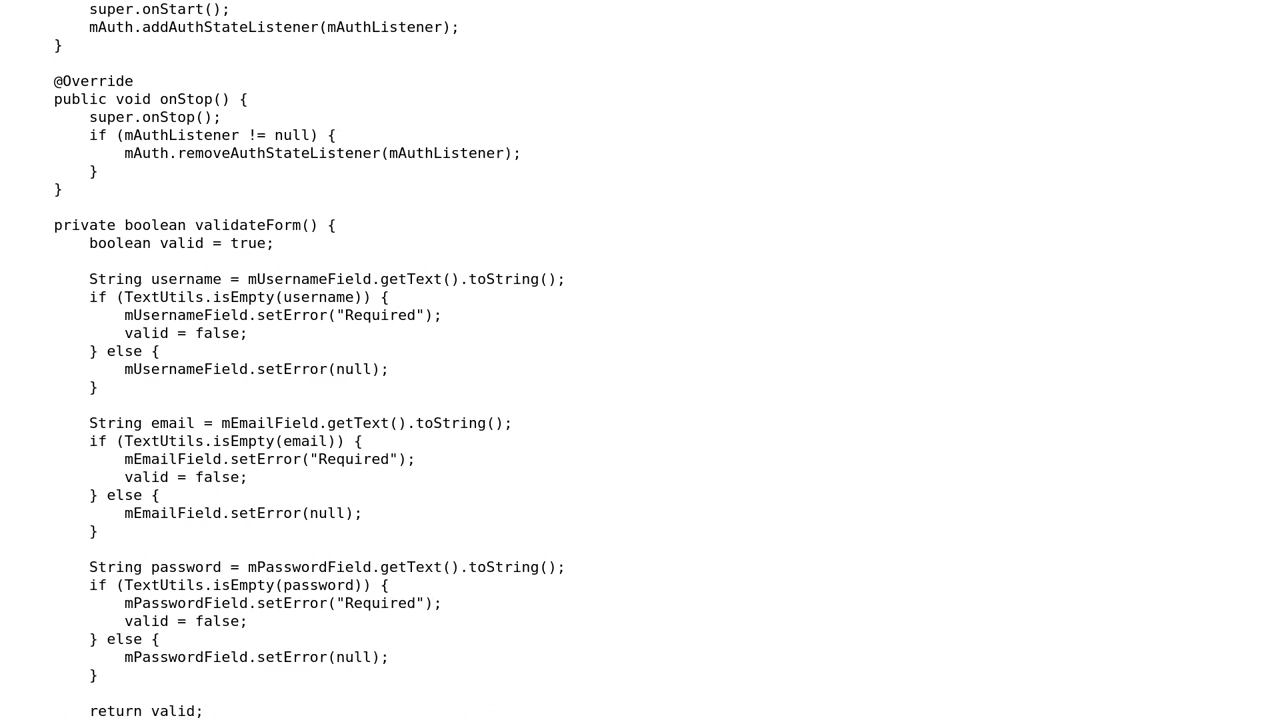 super.onStart();
        mAuth.addAuthStateListener(mAuthListener);
    }

    @Override
    public void onStop() {
        super.onStop();
        if (mAuthListener != null) {
            mAuth.removeAuthStateListener(mAuthListener);
        }
    }

    private boolean validateForm() {
        boolean valid = true;

        String username = mUsernameField.getText().toString();
        if (TextUtils.isEmpty(username)) {
            mUsernameField.setError("Required");
            valid = false;
        } else {
            mUsernameField.setError(null);
        }

        String email = mEmailField.getText().toString();
        if (TextUtils.isEmpty(email)) {
            mEmailField.setError("Required");
            valid = false;
        } else {
            mEmailField.setError(null);
        }

        String password = mPasswordField.getText().toString();
        if (TextUtils.isEmpty(password)) {
            mPasswordField.setError("Required");
            valid = false;
        } else {
            mPasswordField.setError(null);
        }

        return valid;